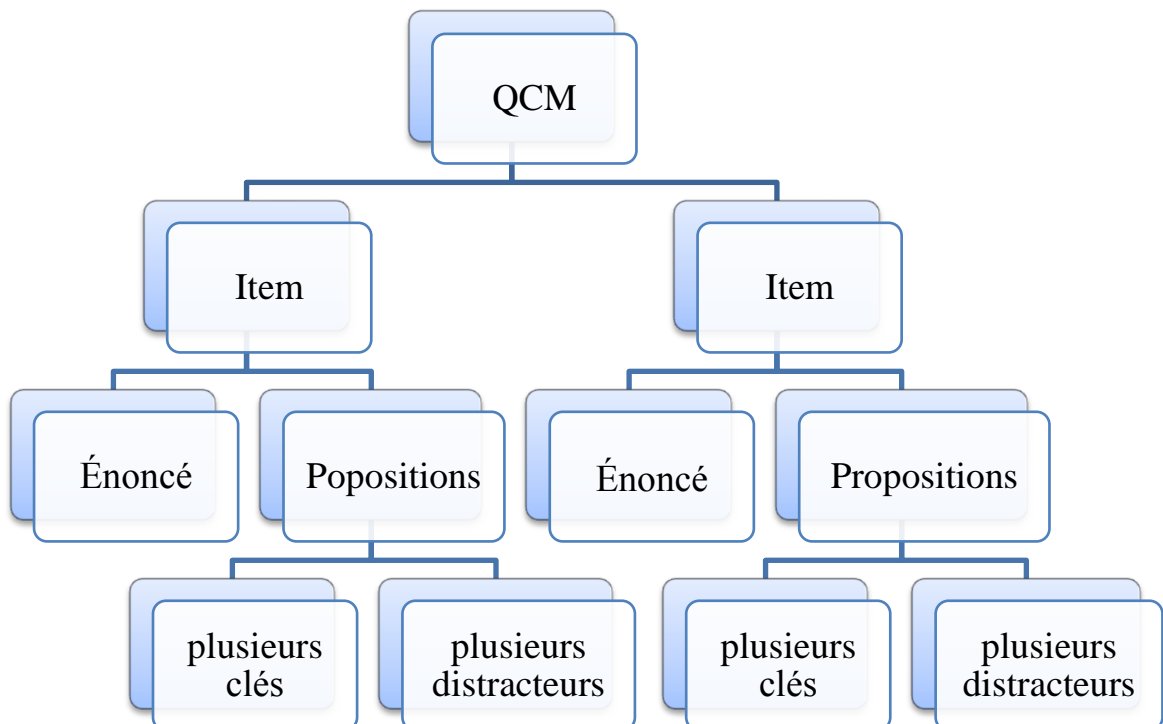 QCM
Item
Item
Énoncé
Popositions
Énoncé
Propositions
plusieurs
clés
plusieurs
distracteurs
plusieurs
clés
plusieurs
distracteurs